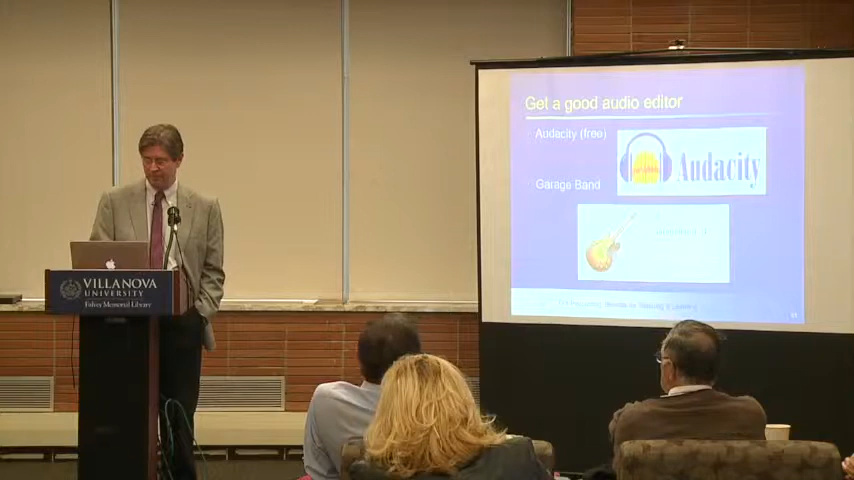 Get a good audio editor
Audacity (free)
Audacity
Garage Band
VILLANOVA
UNIVERSITY
Falvey Memorial Library